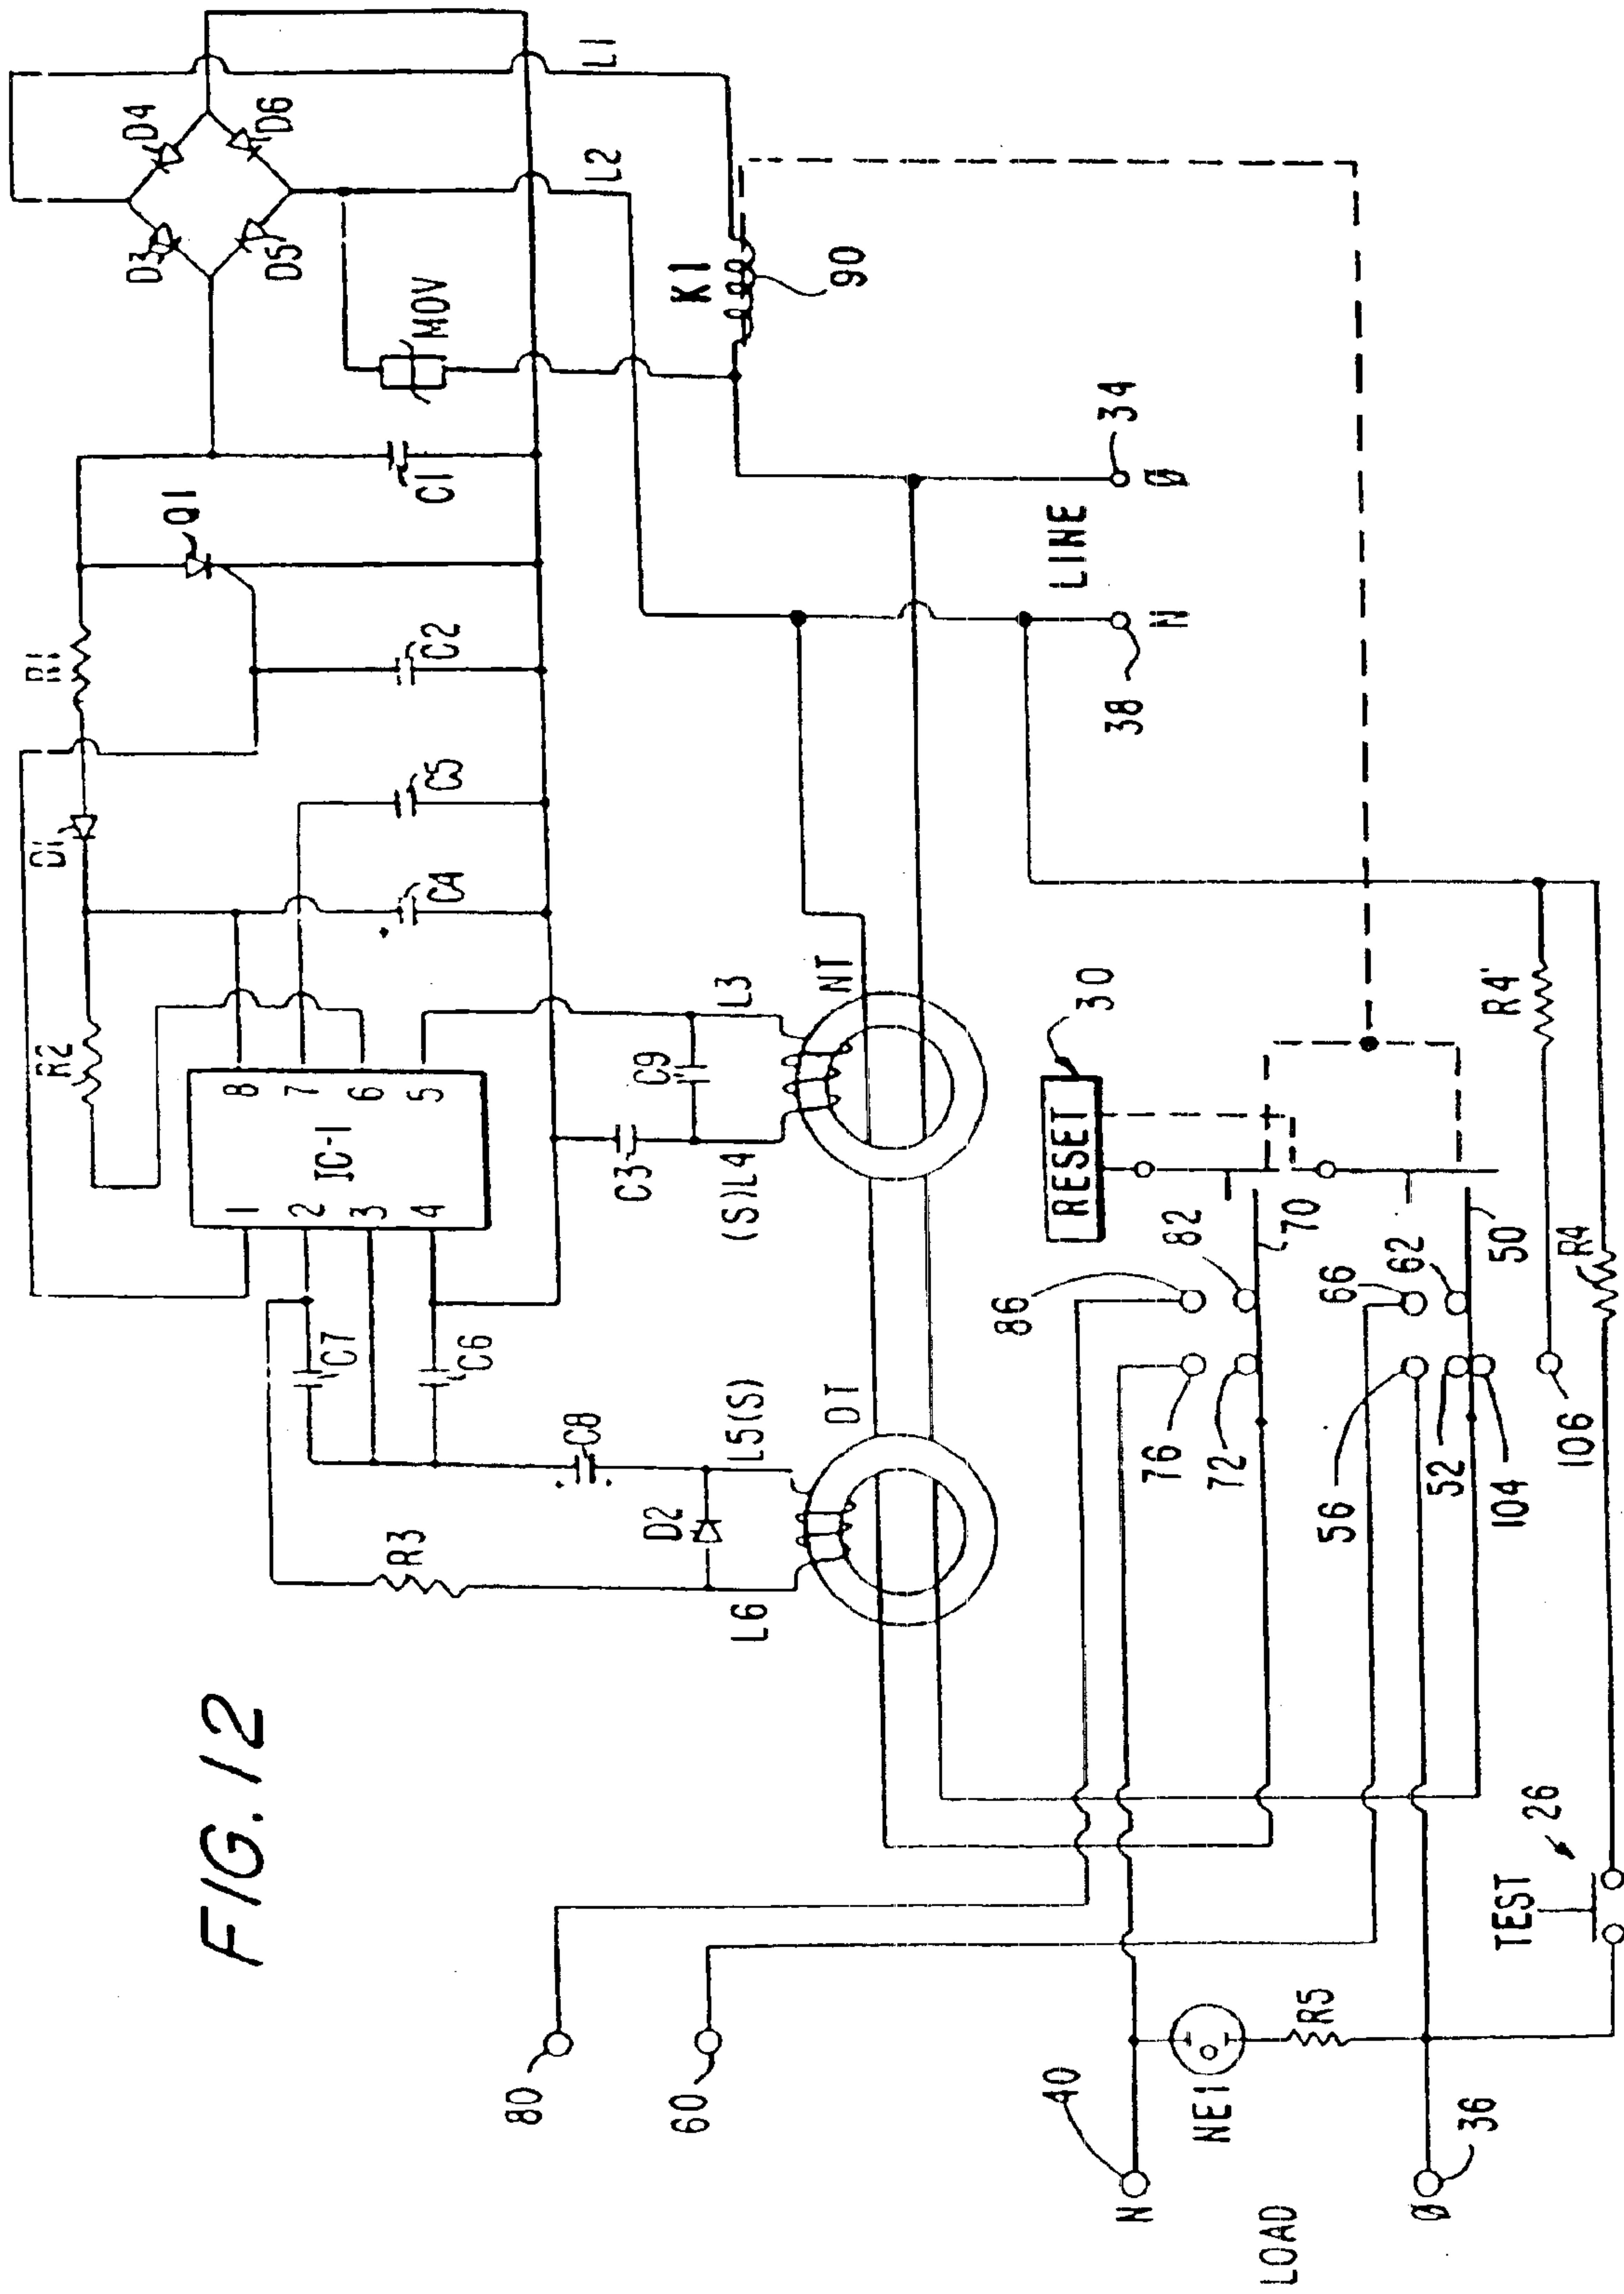 FIG. 12
D4
D6
D3
D5
L1
L2
MOV
K1
90
C1
Q1
R1
C2
C5
D1
C4
R2
8
7
6
5
IC-1
1
2
3
4
C7
C6
C8
R3
D2
L5(S)
L6
DT
C3
C9
L3
(S)L4
NT
LINE
34
Ø
38
N
RESET
30
86
82
70
76
72
66
62
50
56
52
104
106
R4'
R4
TEST
26
80
60
40
N
NE1
R5
36
Ø
LOAD